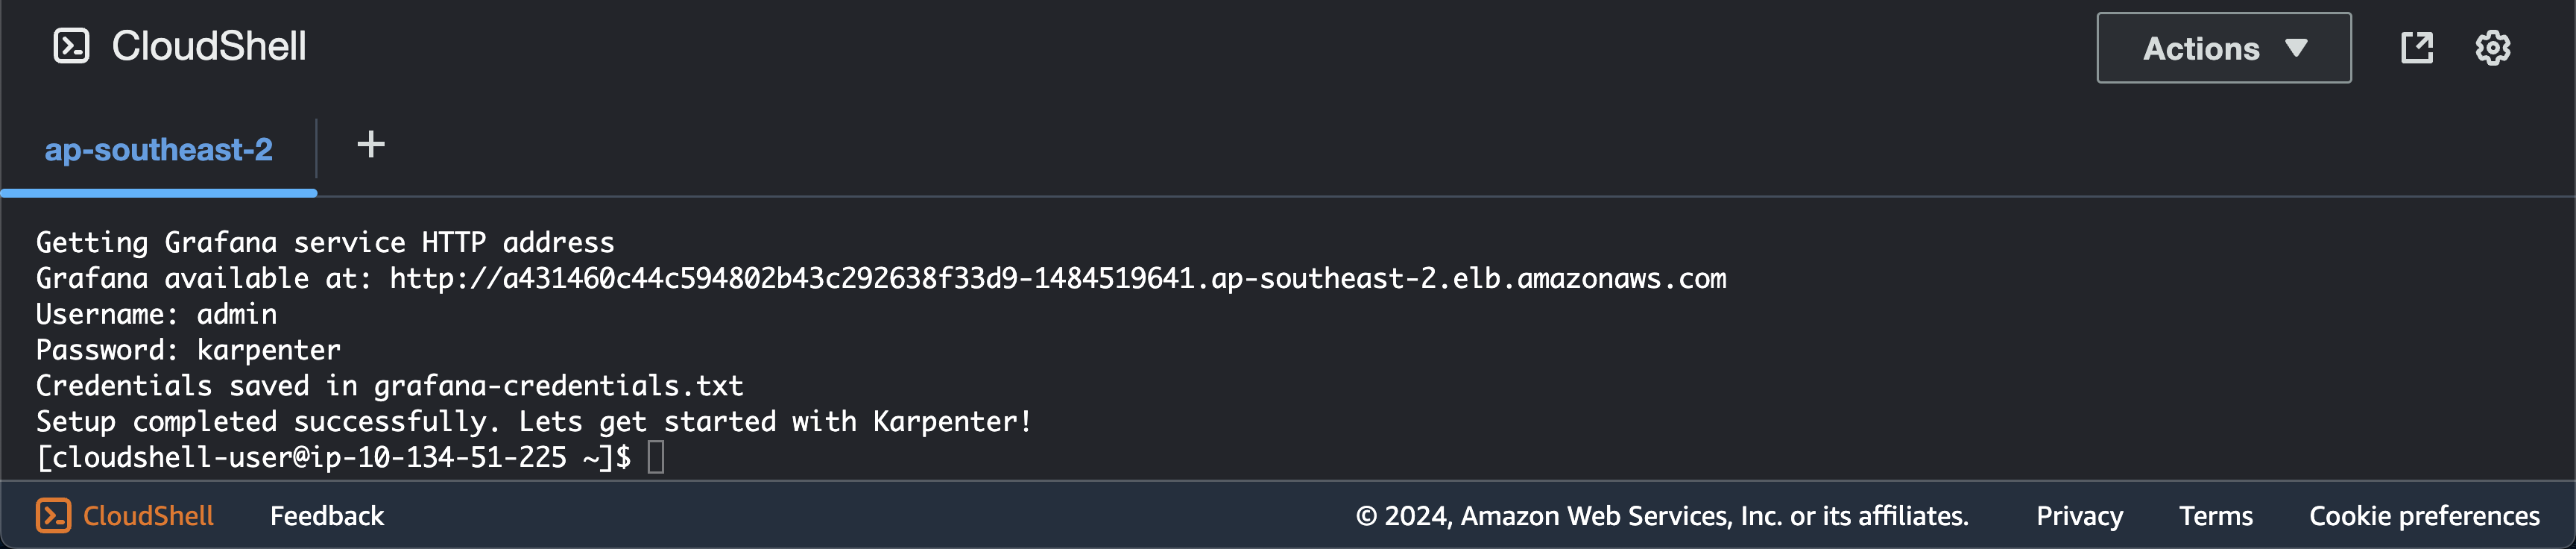 CloudShell
Actions
ap-southeast-2
Getting Grafana service HTTP address
Grafana available at: http://a431460c44c594802b43c292638f33d9-1484519641.ap-southeast-2.elb.amazonaws.com
Username: admin
Password: karpenter
Credentials saved in grafana-credentials.txt
Setup completed successfully. Lets get started with Karpenter!
[cloudshell-user@ip-10-134-51-225 ~]$
CloudShell Feedback © 2024, Amazon Web Services, Inc. or its affiliates. Privacy Terms Cookie preferences